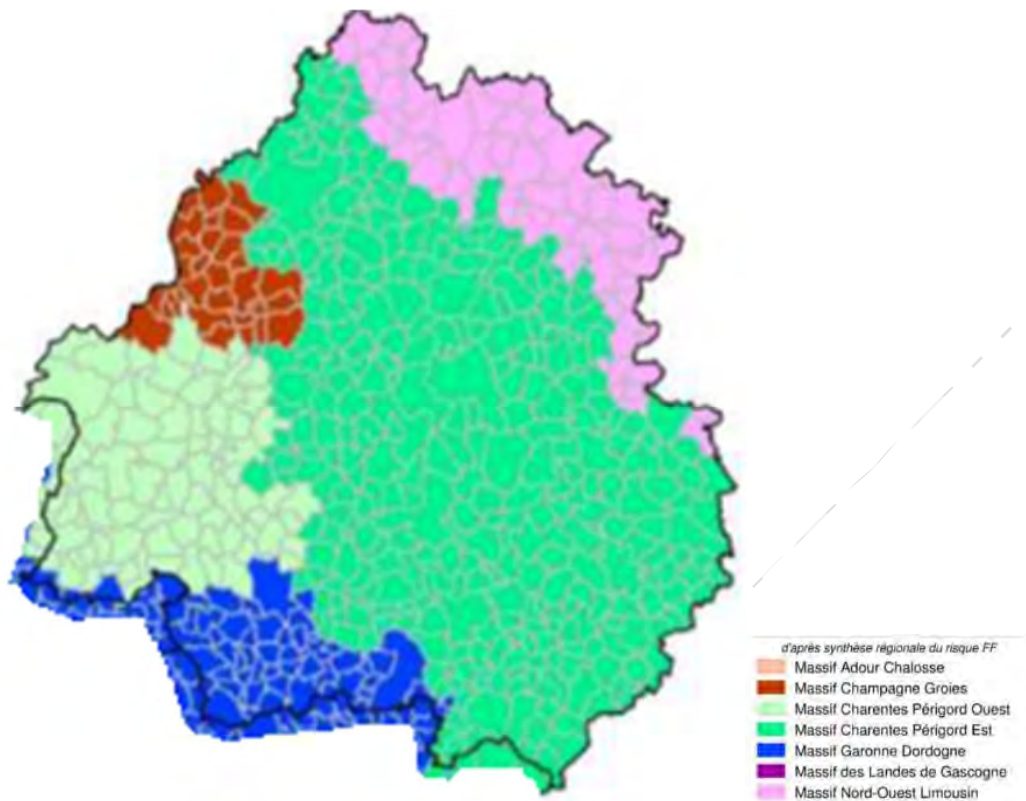 d'après synthèse régionale du risque FF
Massif Adour Chalosse
Massif Champagne Groies
Massif Charentes Périgord Ouest
Massif Charentes Périgord Est
Massif Garonne Dordogne
Massif des Landes de Gascogne
Massif Nord-Ouest Limousin